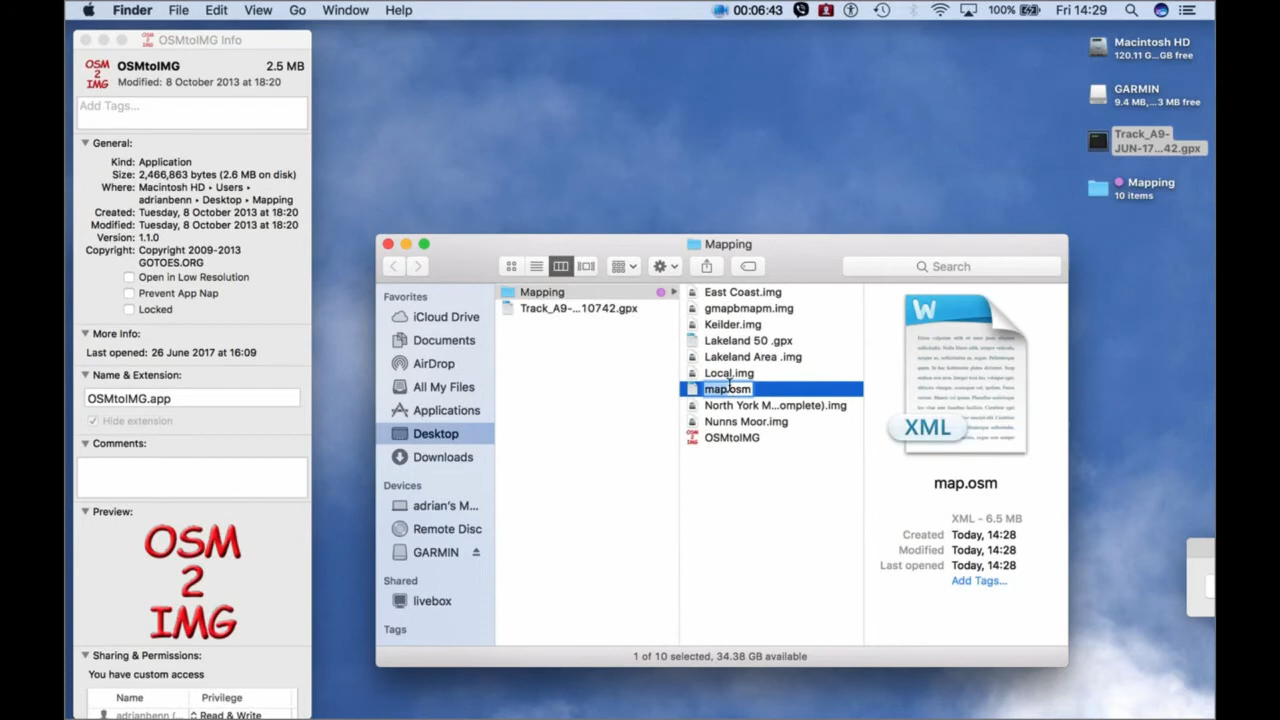 Finder File Edit View Go Window Help 00:06:43 100% Fri 14:29
OSMtoIMG Info
OSM
2
IMG
OSMtoIMG 2.5 MB
Modified: 8 October 2013 at 18:20
Add Tags...
General:
Kind: Application
Size: 2,466,863 bytes (2.6 MB on disk)
Where: Macintosh HD ▸ Users ▸
adrianbenn ▸ Desktop ▸ Mapping
Created: Tuesday, 8 October 2013 at 18:20
Modified: Tuesday, 8 October 2013 at 18:20
Version: 1.1.0
Copyright: Copyright 2009-2013
GOTOES.ORG
Open in Low Resolution
Prevent App Nap
Locked
More Info:
Last opened: 26 June 2017 at 16:09
Name & Extension:
OSMtoIMG.app
Hide extension
Comments:
Preview:
OSM
2
IMG
Sharing & Permissions:
You have custom access
Name Privilege
adrianbenn (... Read & Write
Mapping
Search
Favorites
iCloud Drive
Documents
AirDrop
All My Files
Applications
Desktop
Downloads
Devices
adrian's M...
Remote Disc
GARMIN
Shared
livebox
Tags
Mapping
Track_A9-...10742.gpx
East Coast.img
gmapbmapm.img
Keilder.img
Lakeland 50 .gpx
Lakeland Area .img
Local.img
map.osm
North York M...omplete).img
Nunns Moor.img
OSMtoIMG
W
XML
map.osm
XML - 6.5 MB
Created Today, 14:28
Modified Today, 14:28
Last opened Today, 14:28
Add Tags...
1 of 10 selected, 34.38 GB available
Macintosh HD
120.11 G...GB free
GARMIN
9.4 MB,...3 MB free
Track_A9-
JUN-17...42.gpx
Mapping
10 items